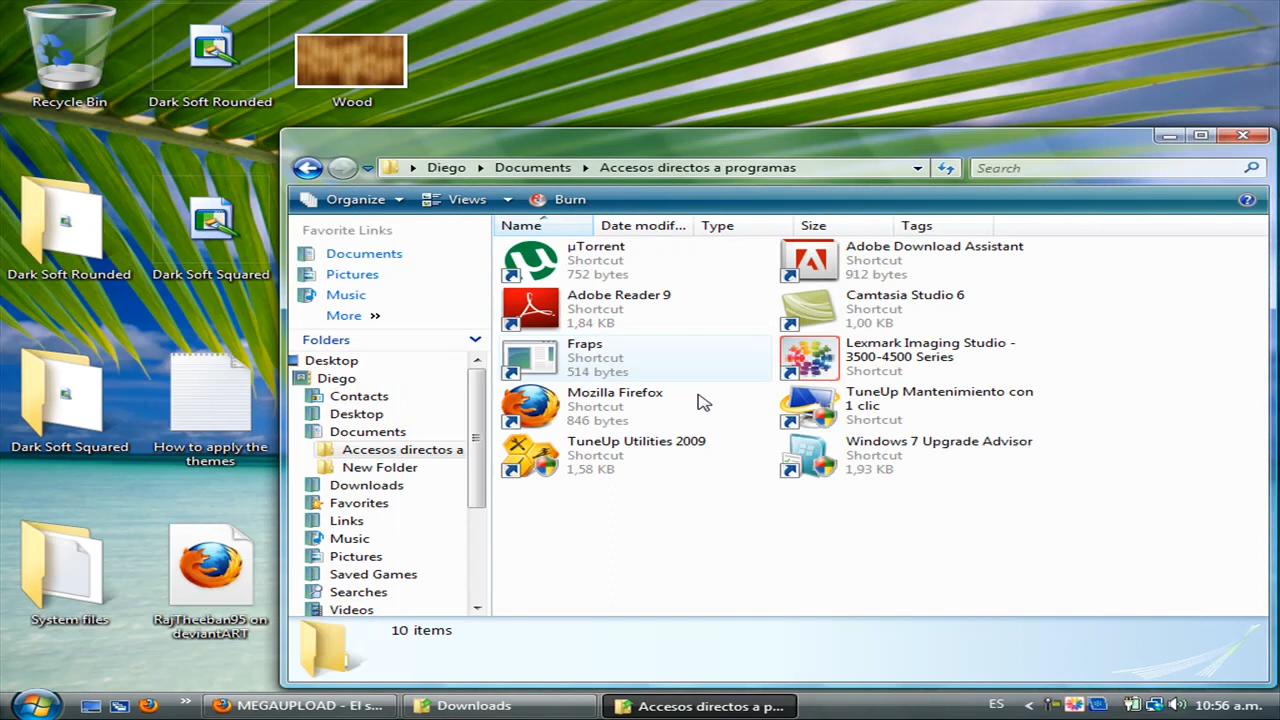 Recycle Bin
Dark Soft Rounded
Wood
Dark Soft Rounded
Dark Soft Squared
Dark Soft Squared
How to apply the
themes
System files
RajTheeban95 on
deviantART
Diego
Documents
Accesos directos a programas
Search
Organize
Views
Burn
Favorite Links
Documents
Pictures
Music
More »
Folders
Desktop
Diego
Contacts
Desktop
Documents
Accesos directos a
New Folder
Downloads
Favorites
Links
Music
Pictures
Saved Games
Searches
Videos
Name
Date modif...
Type
Size
Tags
µTorrent
Shortcut
752 bytes
Adobe Download Assistant
Shortcut
912 bytes
Adobe Reader 9
Shortcut
1,84 KB
Camtasia Studio 6
Shortcut
1,00 KB
Fraps
Shortcut
514 bytes
Lexmark Imaging Studio -
3500-4500 Series
Shortcut
Mozilla Firefox
Shortcut
846 bytes
TuneUp Mantenimiento con
1 clic
Shortcut
TuneUp Utilities 2009
Shortcut
1,58 KB
Windows 7 Upgrade Advisor
Shortcut
1,93 KB
10 items
»
MEGAUPLOAD - El s...
Downloads
Accesos directos a p...
ES
10:56 a.m.